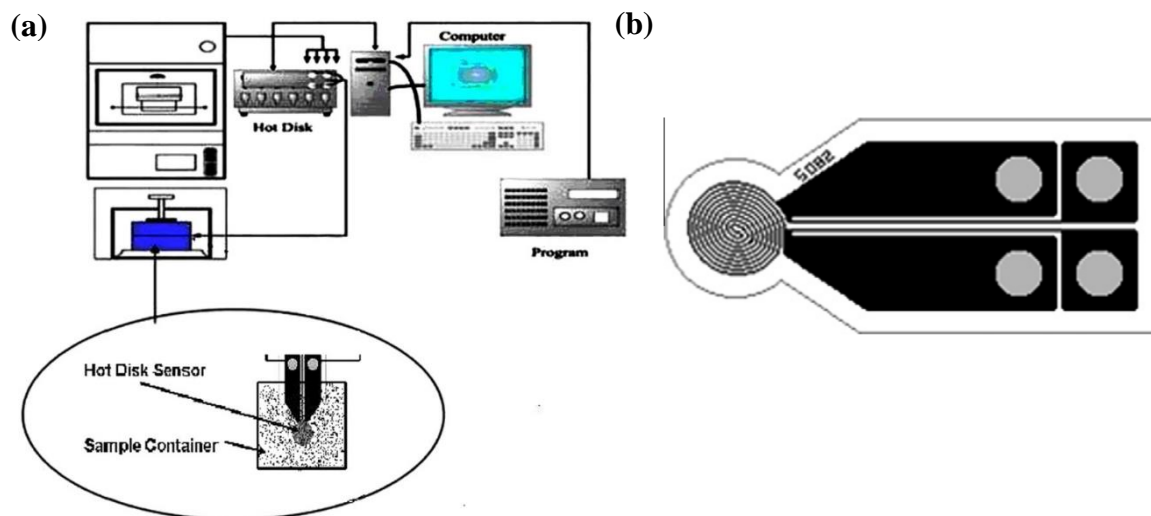 (a)
Computer
Hot Disk
Program
Hot Disk Sensor
Sample Container
(b)
5082